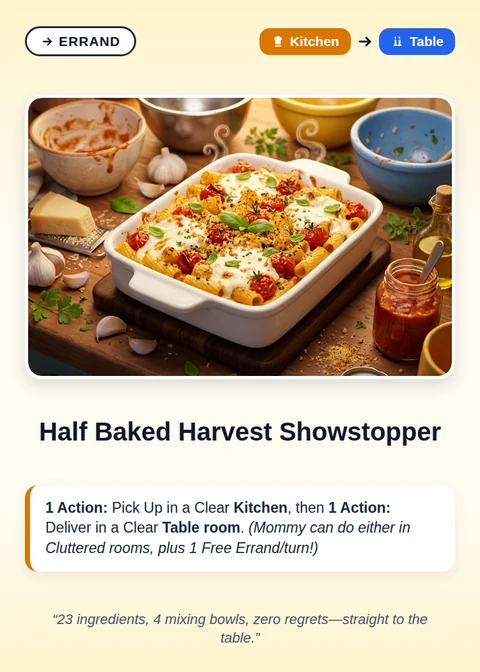 → ERRAND
Kitchen → Table
Half Baked Harvest Showstopper
1 Action: Pick Up in a Clear Kitchen, then 1 Action:
Deliver in a Clear Table room. (Mommy can do either in
Cluttered rooms, plus 1 Free Errand/turn!)
“23 ingredients, 4 mixing bowls, zero regrets—straight to the
table.”